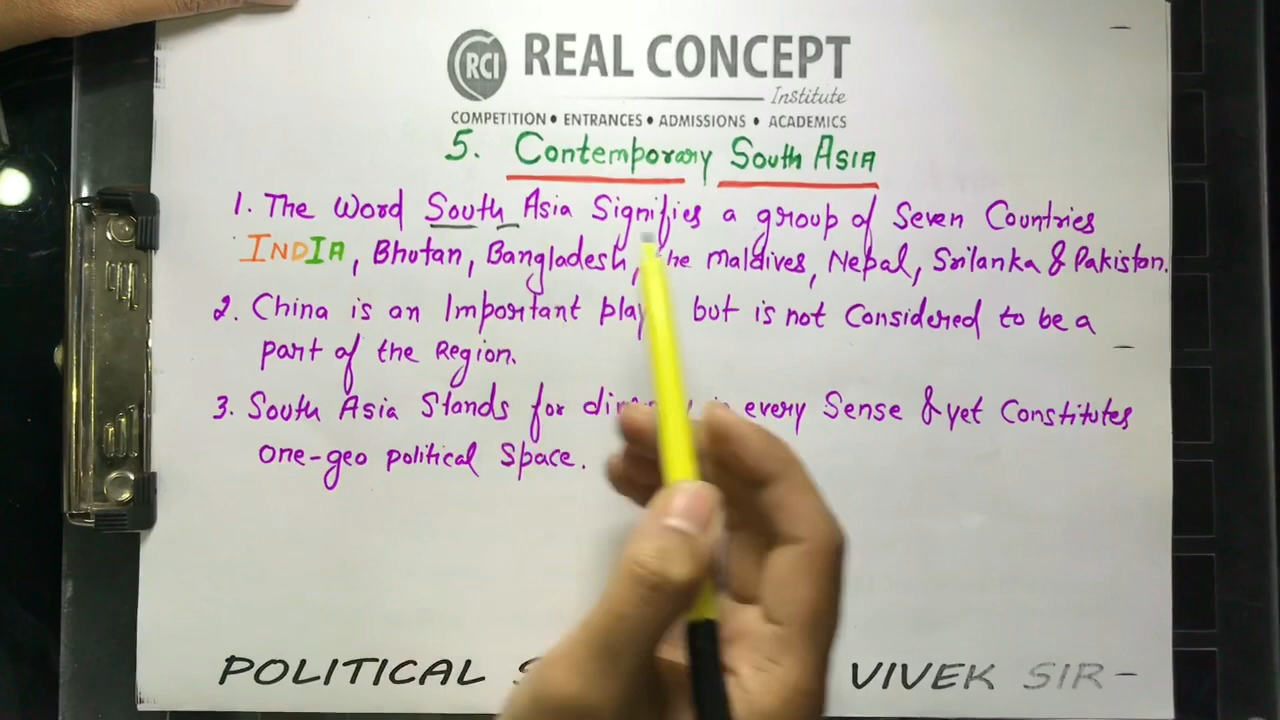 RCI REAL CONCEPT
Institute
COMPETITION • ENTRANCES • ADMISSIONS • ACADEMICS
5. Contemporary South Asia
1. The Word South Asia Signifies a group of Seven Countries
INDIA, Bhutan, Bangladesh, the maldives, Nepal, Srilanka & Pakistan.
2. China is an Important but is not Considered to be a
part of the Region.
3. South Asia Stands for in every Sense & yet Constitutes
one-geo political Space.
POLITICAL VIVEK SIR -